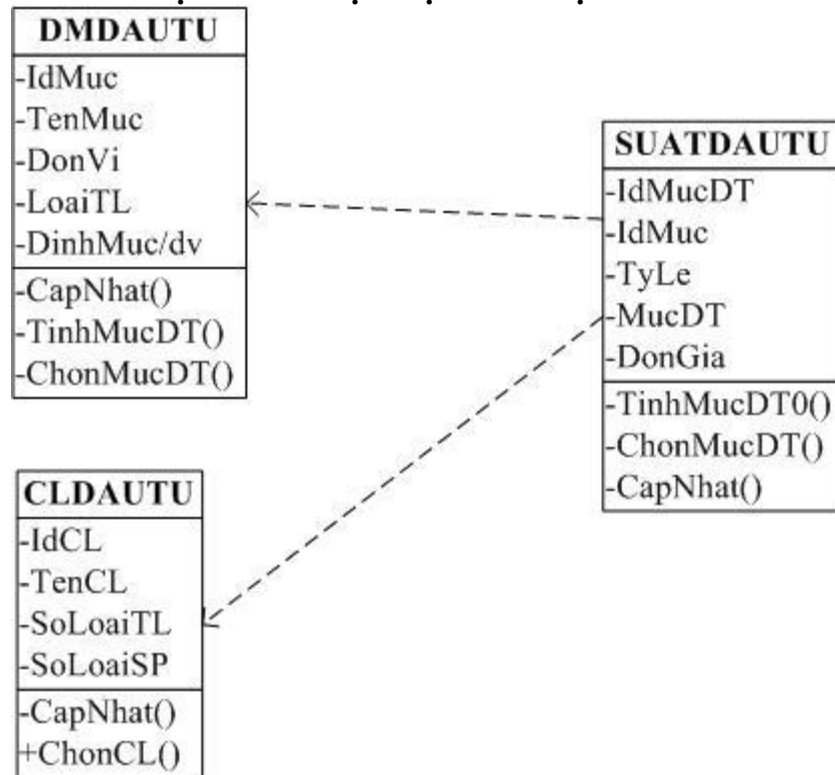 DMDAUTU
-IdMuc
-TenMuc
-DonVi
-LoaiTL
-DinhMuc/dv
-CapNhat()
-TinhMucDT()
-ChonMucDT()
SUATDAUTU
-IdMucDT
-IdMuc
-TyLe
-MucDT
-DonGia
-TinhMucDT0()
-ChonMucDT()
-CapNhat()
CLDAUTU
-IdCL
-TenCL
-SoLoaiTL
-SoLoaiSP
-CapNhat()
+ChonCL()